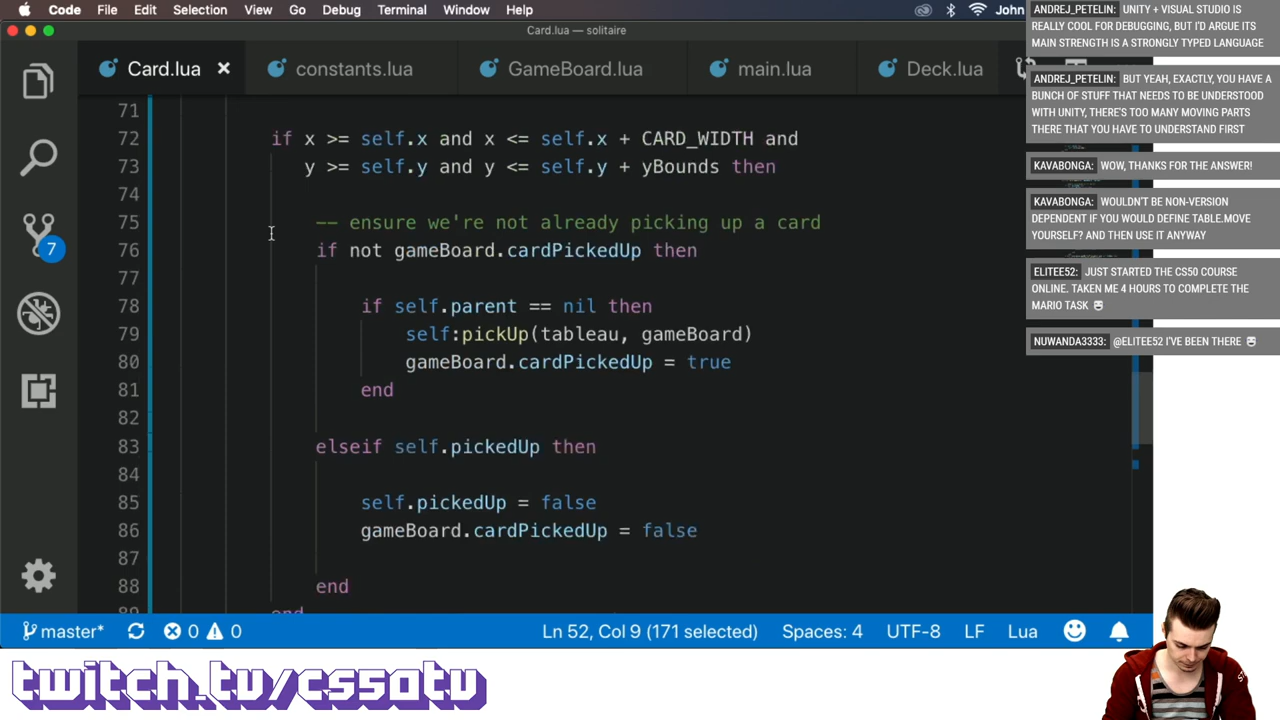 Code File Edit Selection View Go Debug Terminal Window Help John
Card.lua — solitaire
Card.lua constants.lua GameBoard.lua main.lua Deck.lua
71
72 if x >= self.x and x <= self.x + CARD_WIDTH and
73 y >= self.y and y <= self.y + yBounds then
74
75 -- ensure we're not already picking up a card
76 if not gameBoard.cardPickedUp then
77
78 if self.parent == nil then
79 self:pickUp(tableau, gameBoard)
80 gameBoard.cardPickedUp = true
81 end
82
83 elseif self.pickedUp then
84
85 self.pickedUp = false
86 gameBoard.cardPickedUp = false
87
88 end
89 end
7
master* 0 0 Ln 52, Col 9 (171 selected) Spaces: 4 UTF-8 LF Lua
twitch.tv/cs50tv
ANDREJ_PETELIN: UNITY + VISUAL STUDIO IS
REALLY COOL FOR DEBUGGING, BUT I'D ARGUE ITS
MAIN STRENGTH IS A STRONGLY TYPED LANGUAGE
ANDREJ_PETELIN: BUT YEAH, EXACTLY, YOU HAVE A
BUNCH OF STUFF THAT NEEDS TO BE UNDERSTOOD
WITH UNITY, THERE'S TOO MANY MOVING PARTS
THERE THAT YOU HAVE TO UNDERSTAND FIRST
KAVABONGA: WOW, THANKS FOR THE ANSWER!
KAVABONGA: WOULDN'T BE NON-VERSION
DEPENDENT IF YOU WOULD DEFINE TABLE.MOVE
YOURSELF? AND THEN USE IT ANYWAY
ELITEE52: JUST STARTED THE CS50 COURSE
ONLINE. TAKEN ME 4 HOURS TO COMPLETE THE
MARIO TASK
NUWANDA3333: @ELITEE52 I'VE BEEN THERE